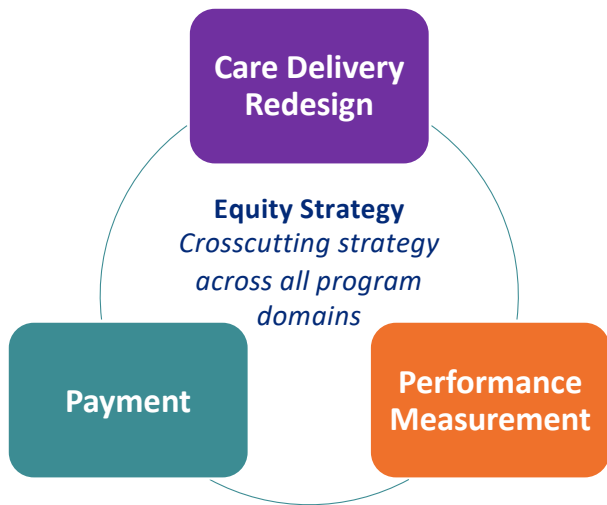 Care Delivery
Redesign
Equity Strategy
Crosscutting strategy
across all program
domains
Payment
Performance
Measurement